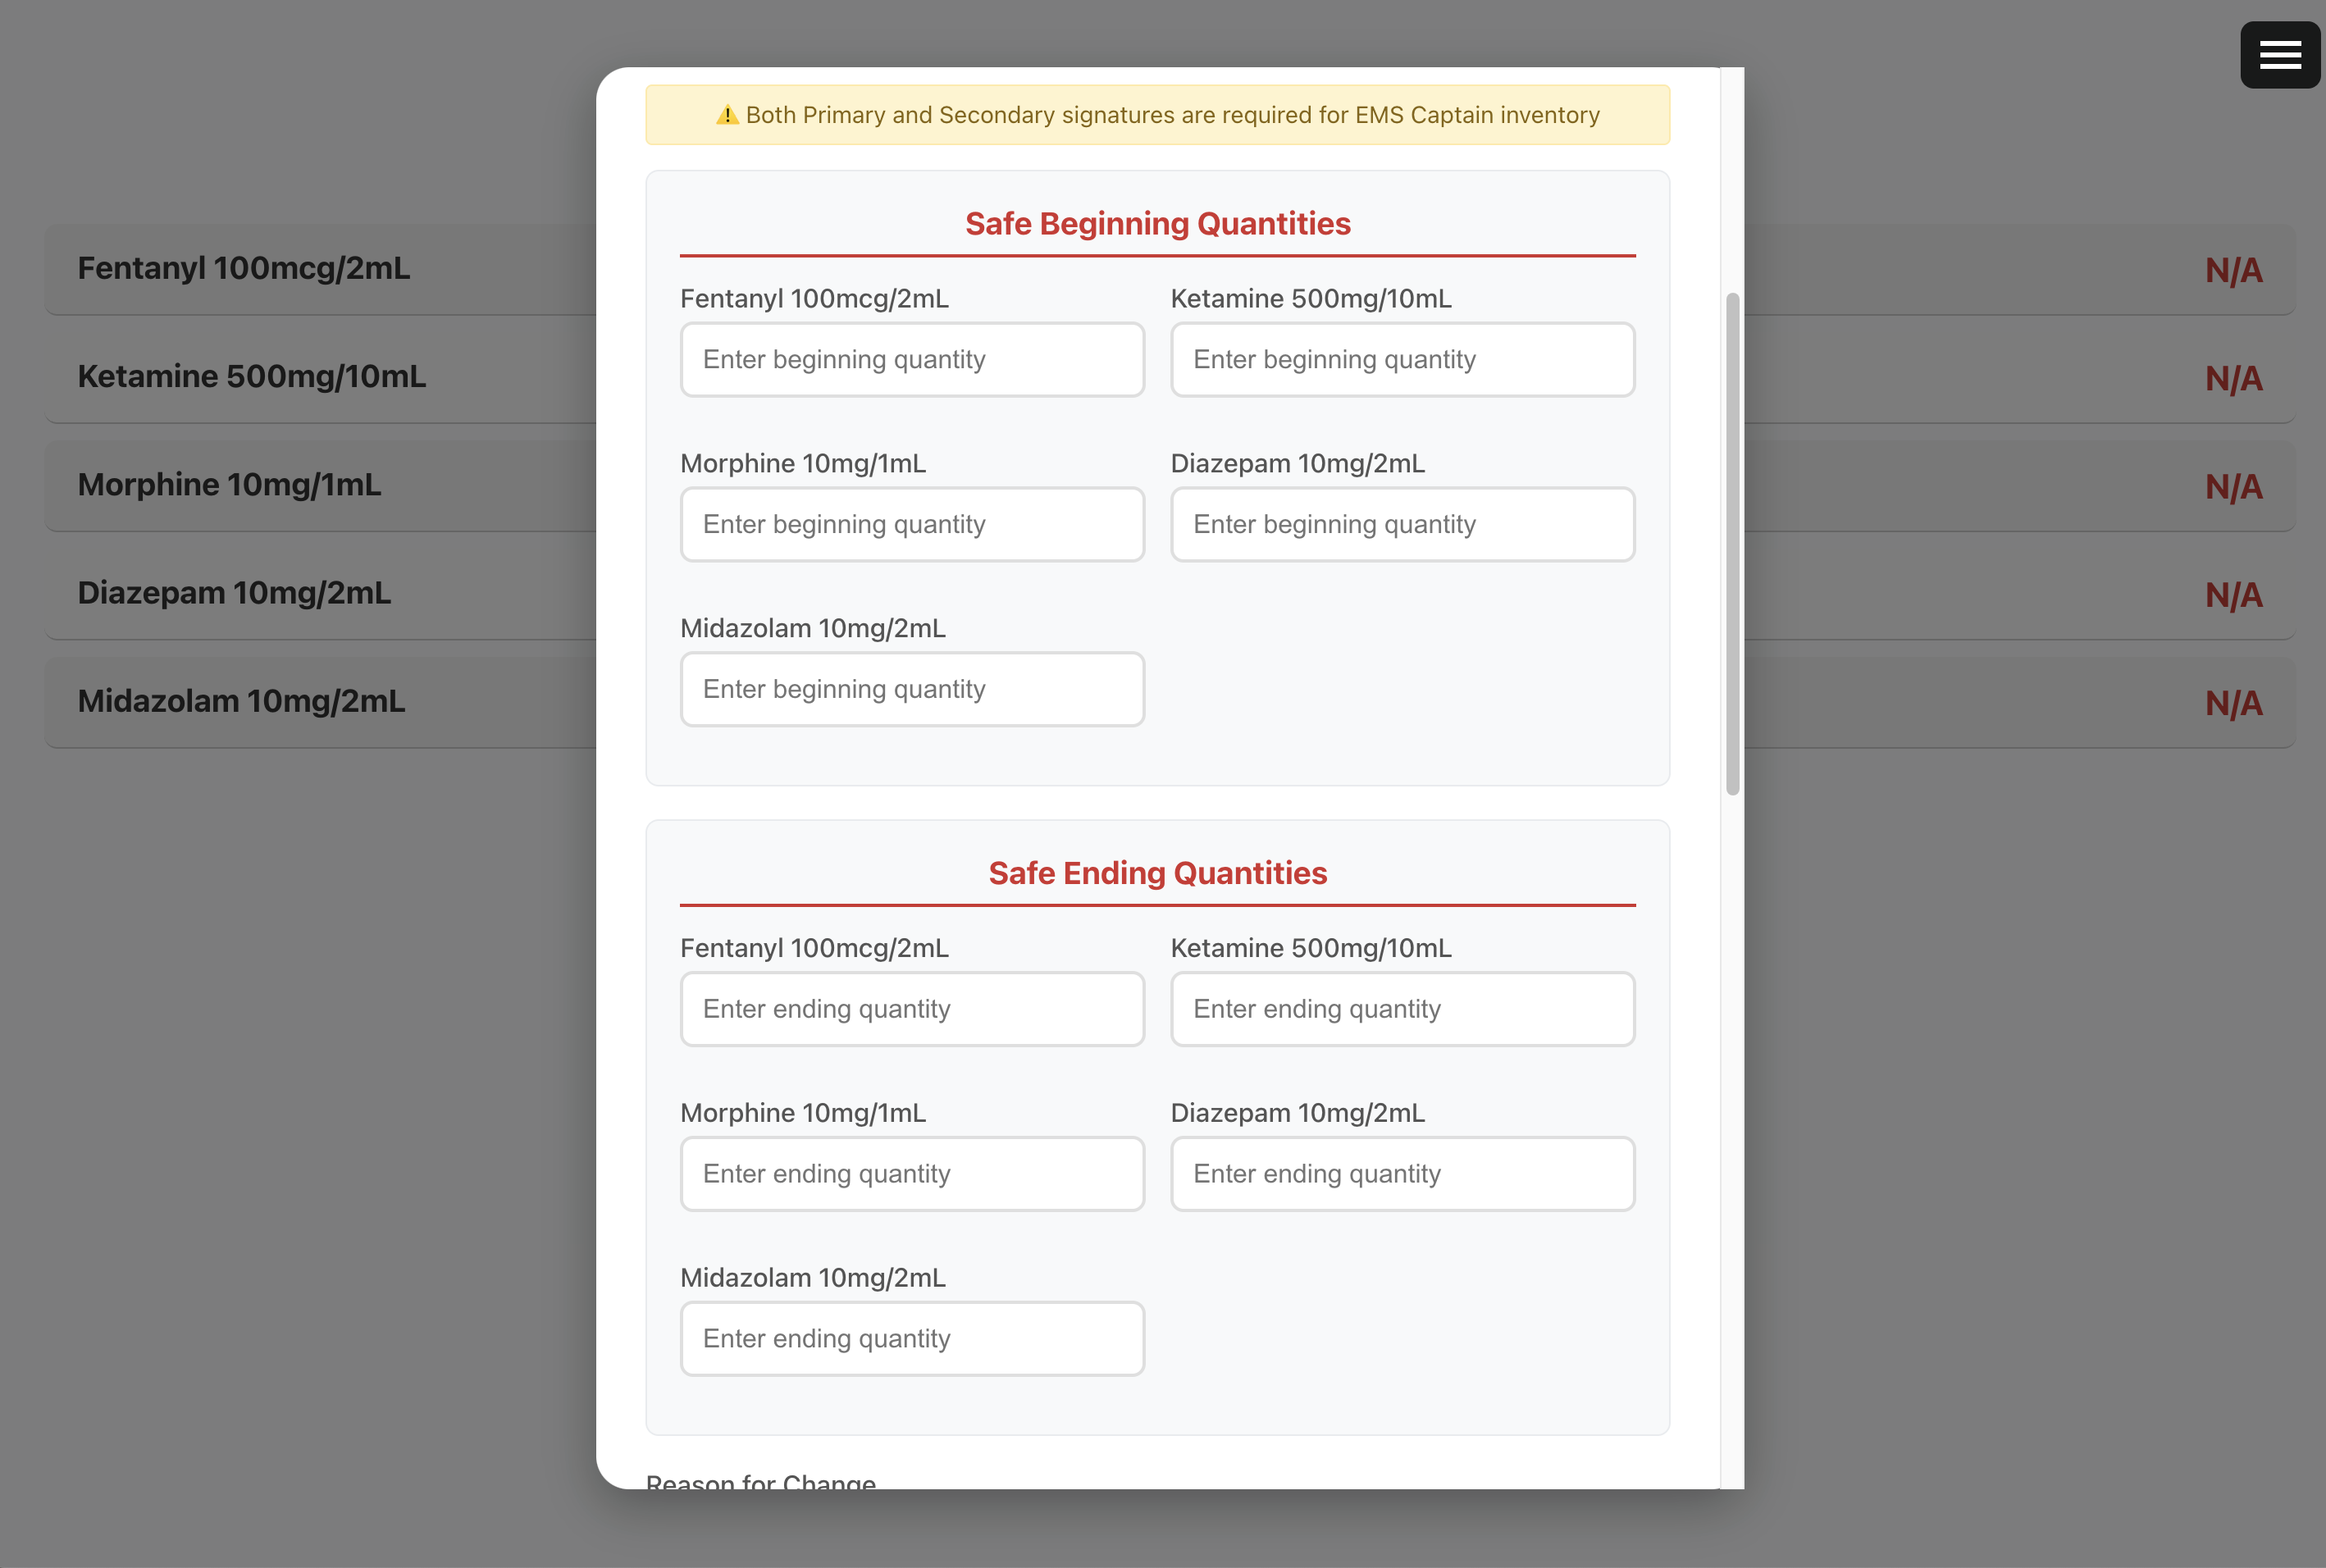 ⚠️ Both Primary and Secondary signatures are required for EMS Captain inventory
Safe Beginning Quantities
Fentanyl 100mcg/2mL
Ketamine 500mg/10mL
Enter beginning quantity
Enter beginning quantity
Morphine 10mg/1mL
Diazepam 10mg/2mL
Enter beginning quantity
Enter beginning quantity
Midazolam 10mg/2mL
Enter beginning quantity
Safe Ending Quantities
Fentanyl 100mcg/2mL
Ketamine 500mg/10mL
Enter ending quantity
Enter ending quantity
Morphine 10mg/1mL
Diazepam 10mg/2mL
Enter ending quantity
Enter ending quantity
Midazolam 10mg/2mL
Enter ending quantity
Reason for Change
Fentanyl 100mcg/2mL
N/A
Ketamine 500mg/10mL
N/A
Morphine 10mg/1mL
N/A
Diazepam 10mg/2mL
N/A
Midazolam 10mg/2mL
N/A